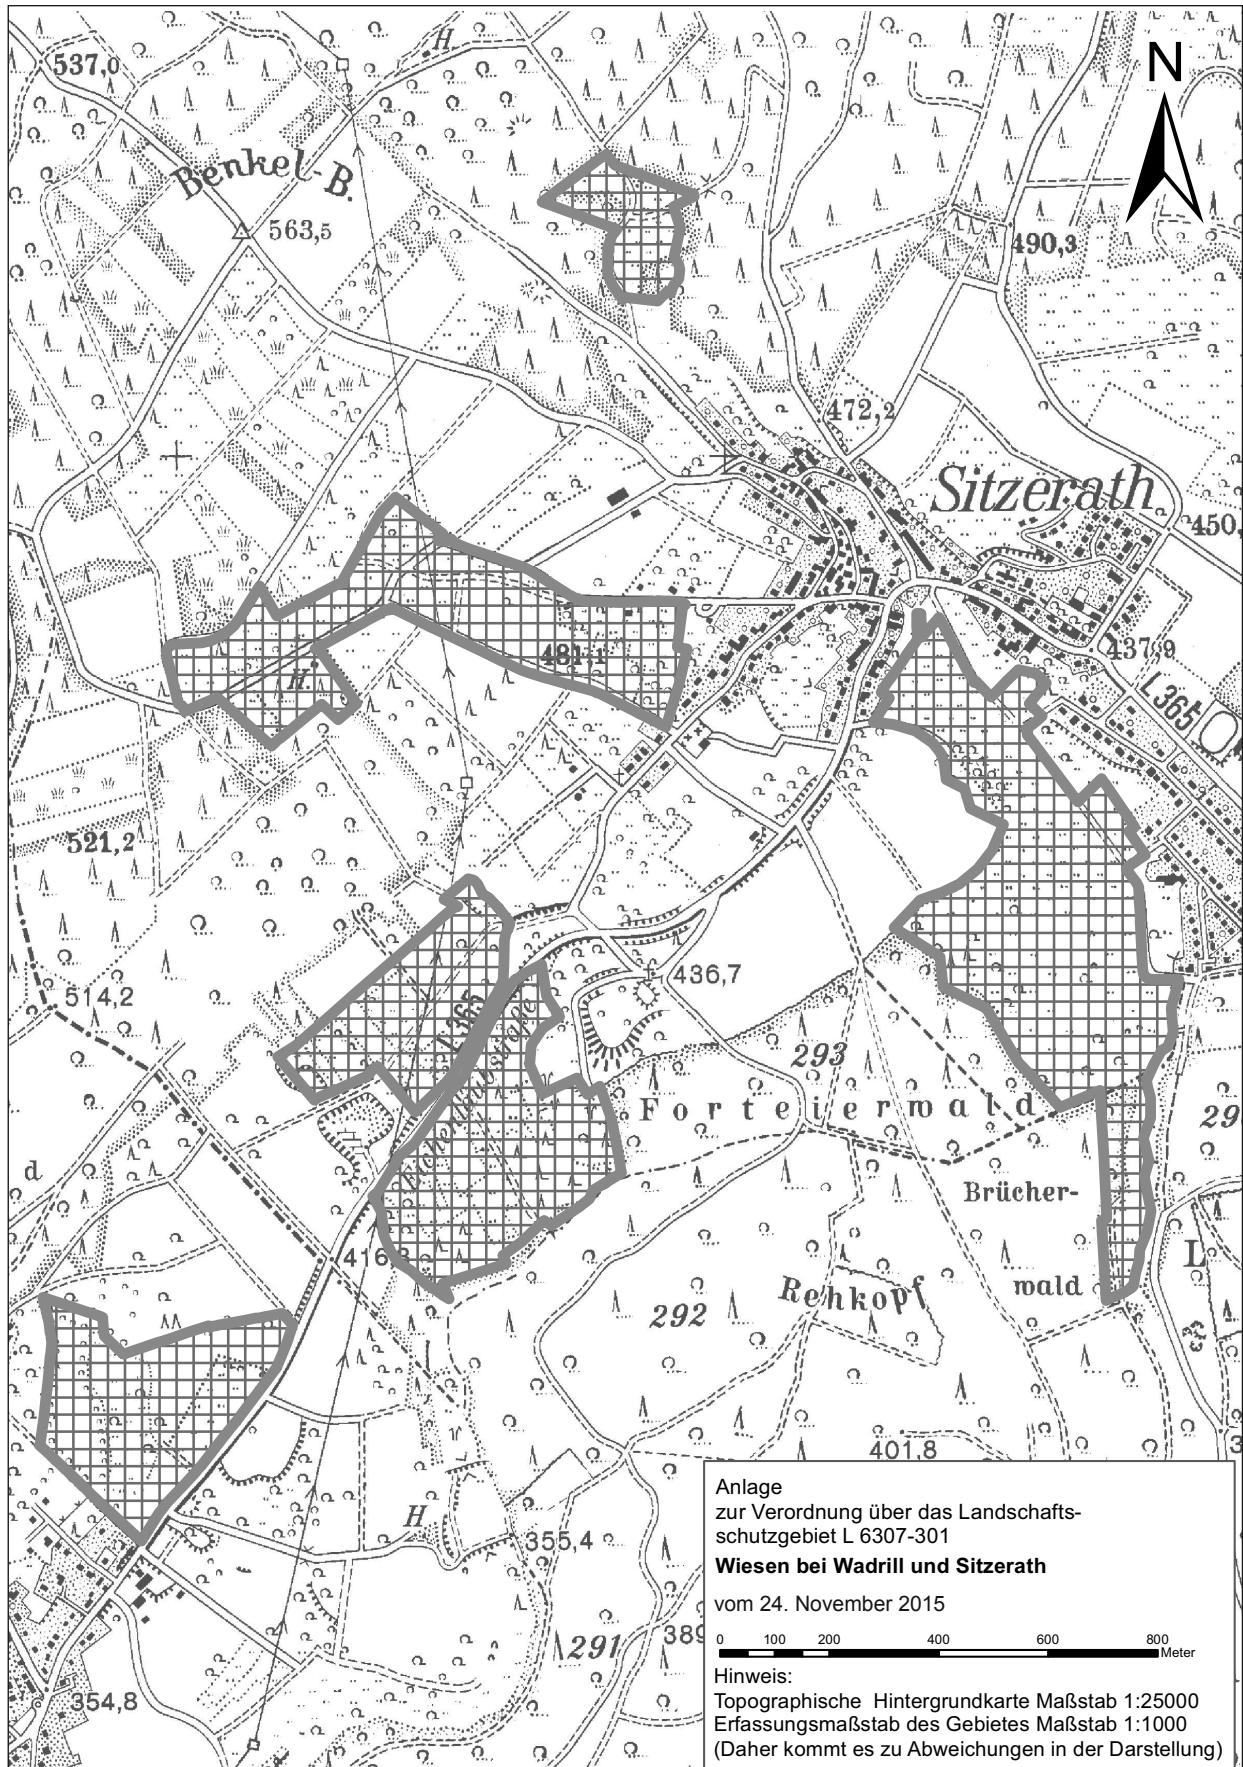 N
H
537,0
Benkel-B.
563,5
490,3
472,2
Sitzerath
450,
481,1
H
437,9
L365
521,2
436,7
514,2
L365
293
Forteierwald
29
d
Brücher-
wald
L
416,3
Rehkopf
292
401,8
H
355,4
291
389
354,8
Anlage
zur Verordnung über das Landschafts-
schutzgebiet L 6307-301
Wiesen bei Wadrill und Sitzerath
vom 24. November 2015
0 100 200 400 600 800
Meter
Hinweis:
Topographische Hintergrundkarte Maßstab 1:25000
Erfassungsmaßstab des Gebietes Maßstab 1:1000
(Daher kommt es zu Abweichungen in der Darstellung)